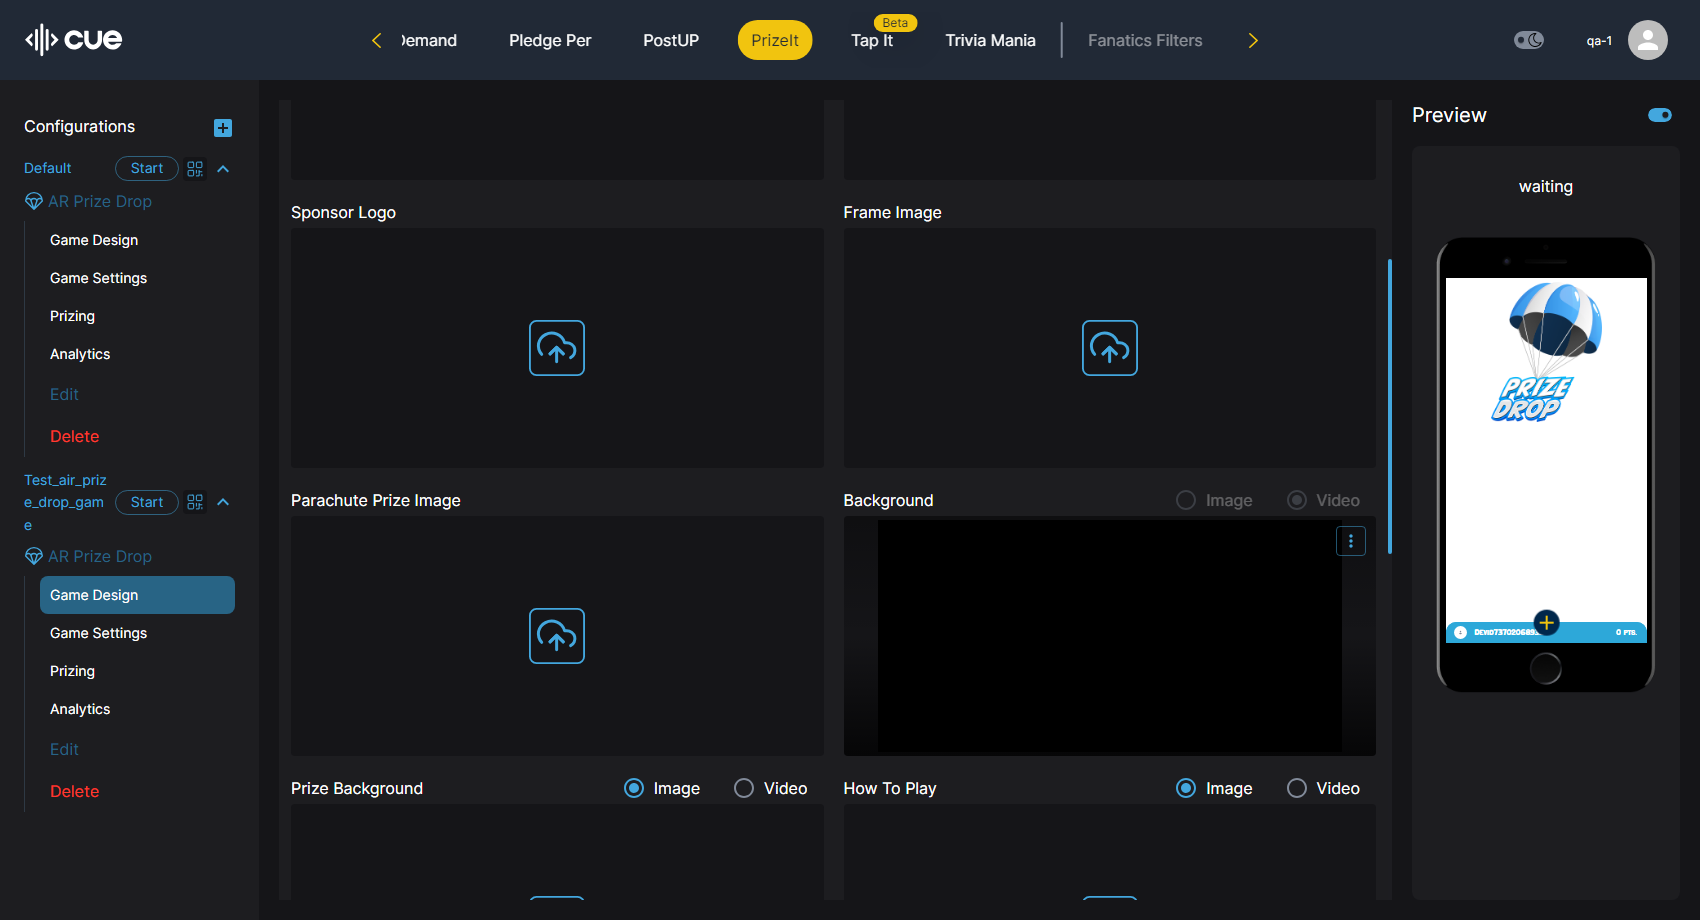 cue
Demand
Pledge Per
PostUP
PrizeIt
Beta
Tap It
Trivia Mania
Fanatics Filters
qa-1
Configurations
Default
Start
AR Prize Drop
Game Design
Game Settings
Prizing
Analytics
Edit
Delete
Test_air_priz
e_drop_gam
e
Start
AR Prize Drop
Game Design
Game Settings
Prizing
Analytics
Edit
Delete
Sponsor Logo
Frame Image
Parachute Prize Image
Background
Image
Video
Prize Background
Image
Video
How To Play
Image
Video
Preview
waiting
PRIZE
DROP
0 PTS.